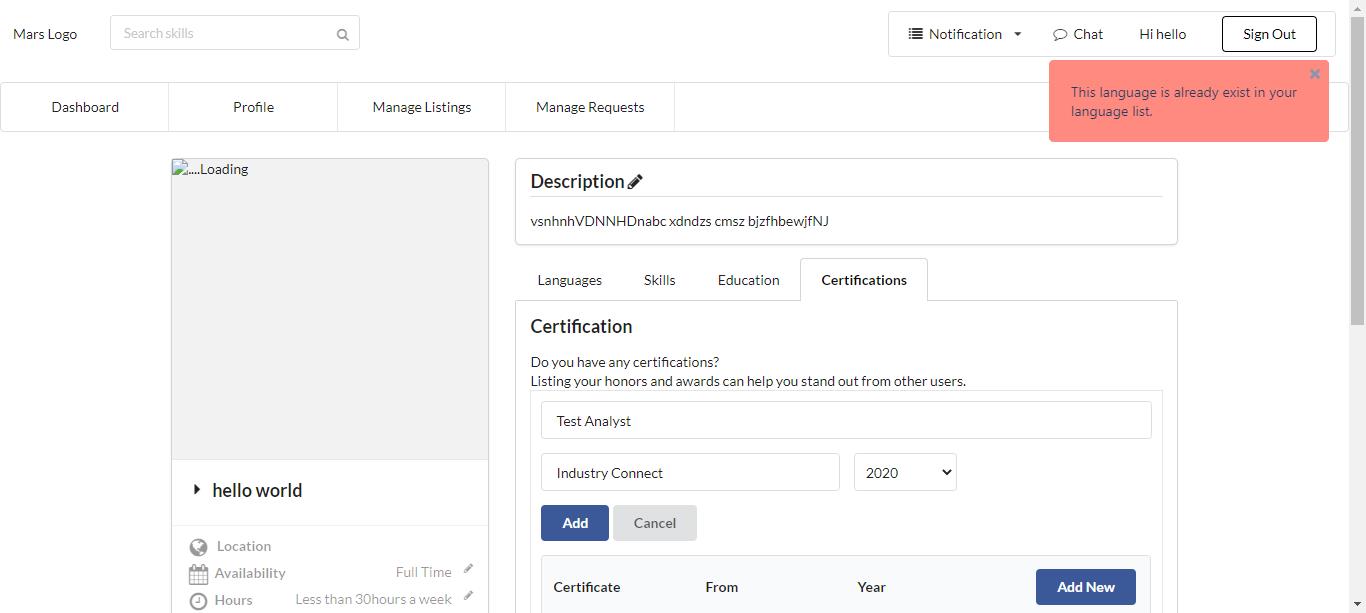 Mars Logo
Search skills
Notification
Chat
Hi hello
Sign Out
This language is already exist in your
language list.
Dashboard
Profile
Manage Listings
Manage Requests
....Loading
Description
vsnhnhVDNNHDnabc xdndzs cmsz bjzfhbewjfNJ
Languages
Skills
Education
Certifications
Certification
Do you have any certifications?
Listing your honors and awards can help you stand out from other users.
Test Analyst
Industry Connect
2020
Add
Cancel
Certificate
From
Year
Add New
hello world
Location
Availability
Full Time
Hours
Less than 30hours a week